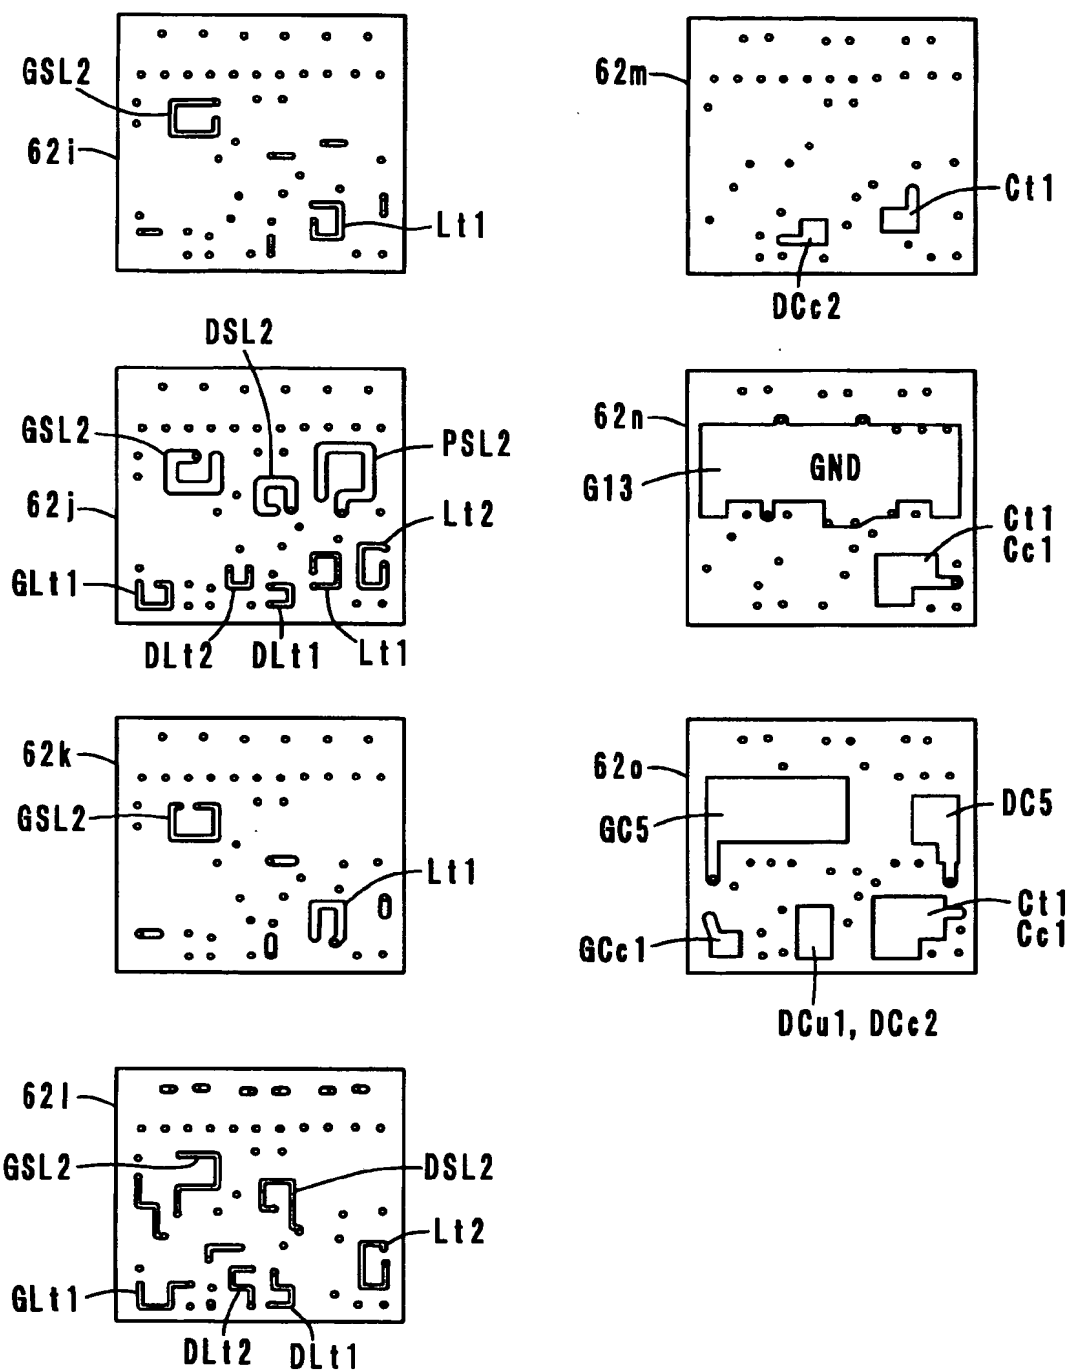 GSL2
62i
Lt1
DSL2
GSL2
PSL2
62j
Lt2
GLt1
DLt2
DLt1
Lt1
62k
GSL2
Lt1
62l
GSL2
DSL2
Lt2
GLt1
DLt2
DLt1
62m
Ct1
DCc2
62n
GND
G13
Ct1
Cc1
62o
GC5
DC5
Ct1
Cc1
GCc1
DCu1, DCc2